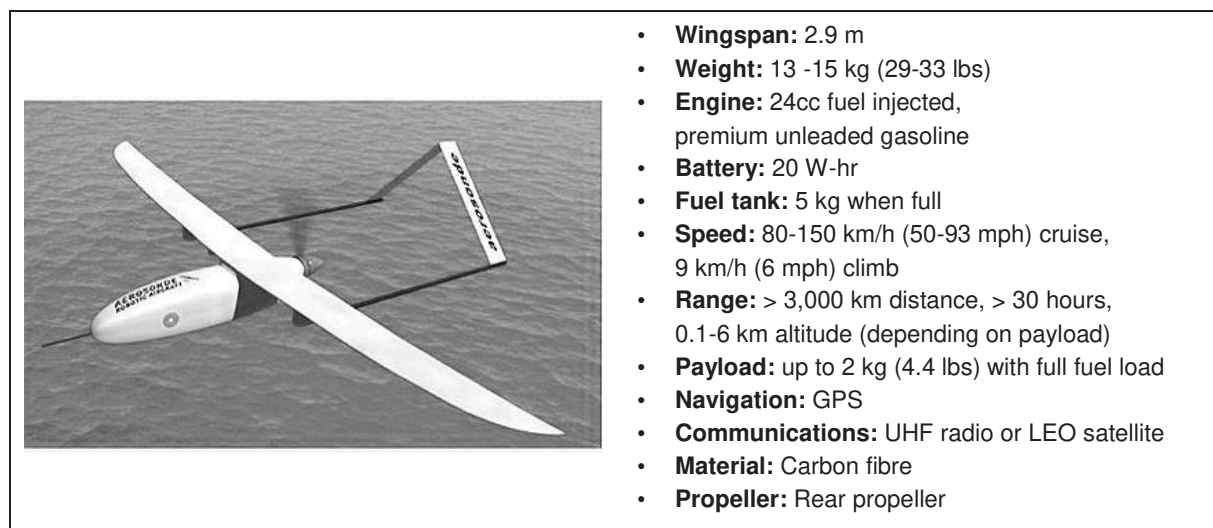 AEROSONDE
ROBOTIC AIRCRAFT
aerosonde
• Wingspan: 2.9 m
• Weight: 13 -15 kg (29-33 lbs)
• Engine: 24cc fuel injected,
premium unleaded gasoline
• Battery: 20 W-hr
• Fuel tank: 5 kg when full
• Speed: 80-150 km/h (50-93 mph) cruise,
9 km/h (6 mph) climb
• Range: > 3,000 km distance, > 30 hours,
0.1-6 km altitude (depending on payload)
• Payload: up to 2 kg (4.4 lbs) with full fuel load
• Navigation: GPS
• Communications: UHF radio or LEO satellite
• Material: Carbon fibre
• Propeller: Rear propeller